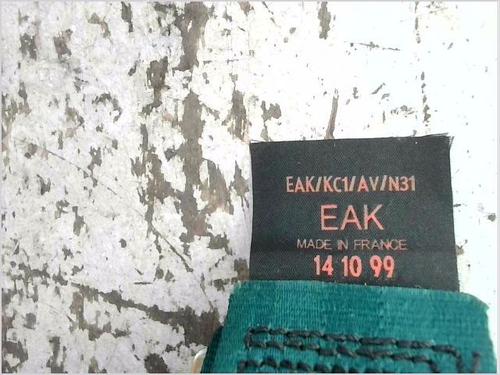 EAK/KC1/AV/N31
EAK
MADE IN FRANCE
14 10 99